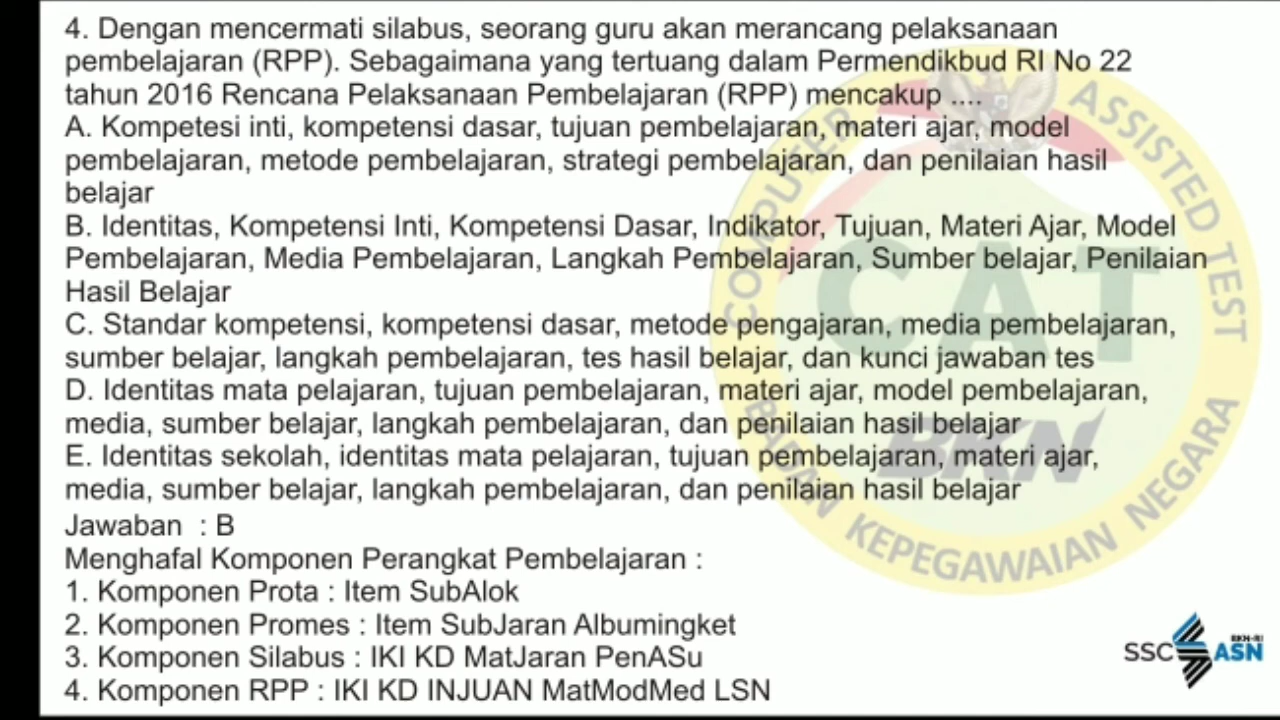 4. Dengan mencermati silabus, seorang guru akan merancang pelaksanaan
pembelajaran (RPP). Sebagaimana yang tertuang dalam Permendikbud RI No 22
tahun 2016 Rencana Pelaksanaan Pembelajaran (RPP) mencakup ....
A. Kompetesi inti, kompetensi dasar, tujuan pembelajaran, materi ajar, model
pembelajaran, metode pembelajaran, strategi pembelajaran, dan penilaian hasil
belajar
B. Identitas, Kompetensi Inti, Kompetensi Dasar, Indikator, Tujuan, Materi Ajar, Model
Pembelajaran, Media Pembelajaran, Langkah Pembelajaran, Sumber belajar, Penilaian
Hasil Belajar
C. Standar kompetensi, kompetensi dasar, metode pengajaran, media pembelajaran,
sumber belajar, langkah pembelajaran, tes hasil belajar, dan kunci jawaban tes
D. Identitas mata pelajaran, tujuan pembelajaran, materi ajar, model pembelajaran,
media, sumber belajar, langkah pembelajaran, dan penilaian hasil belajar
E. Identitas sekolah, identitas mata pelajaran, tujuan pembelajaran, materi ajar,
media, sumber belajar, langkah pembelajaran, dan penilaian hasil belajar
Jawaban : B
Menghafal Komponen Perangkat Pembelajaran :
1. Komponen Prota : Item SubAlok
2. Komponen Promes : Item SubJaran Albumingket
3. Komponen Silabus : IKI KD MatJaran PenASu
4. Komponen RPP : IKI KD INJUAN MatModMed LSN
COMPUTER ASSISTED TEST
CAT
BKN
BADAN KEPEGAWAIAN NEGARA
SSC ASN
BKN-RI